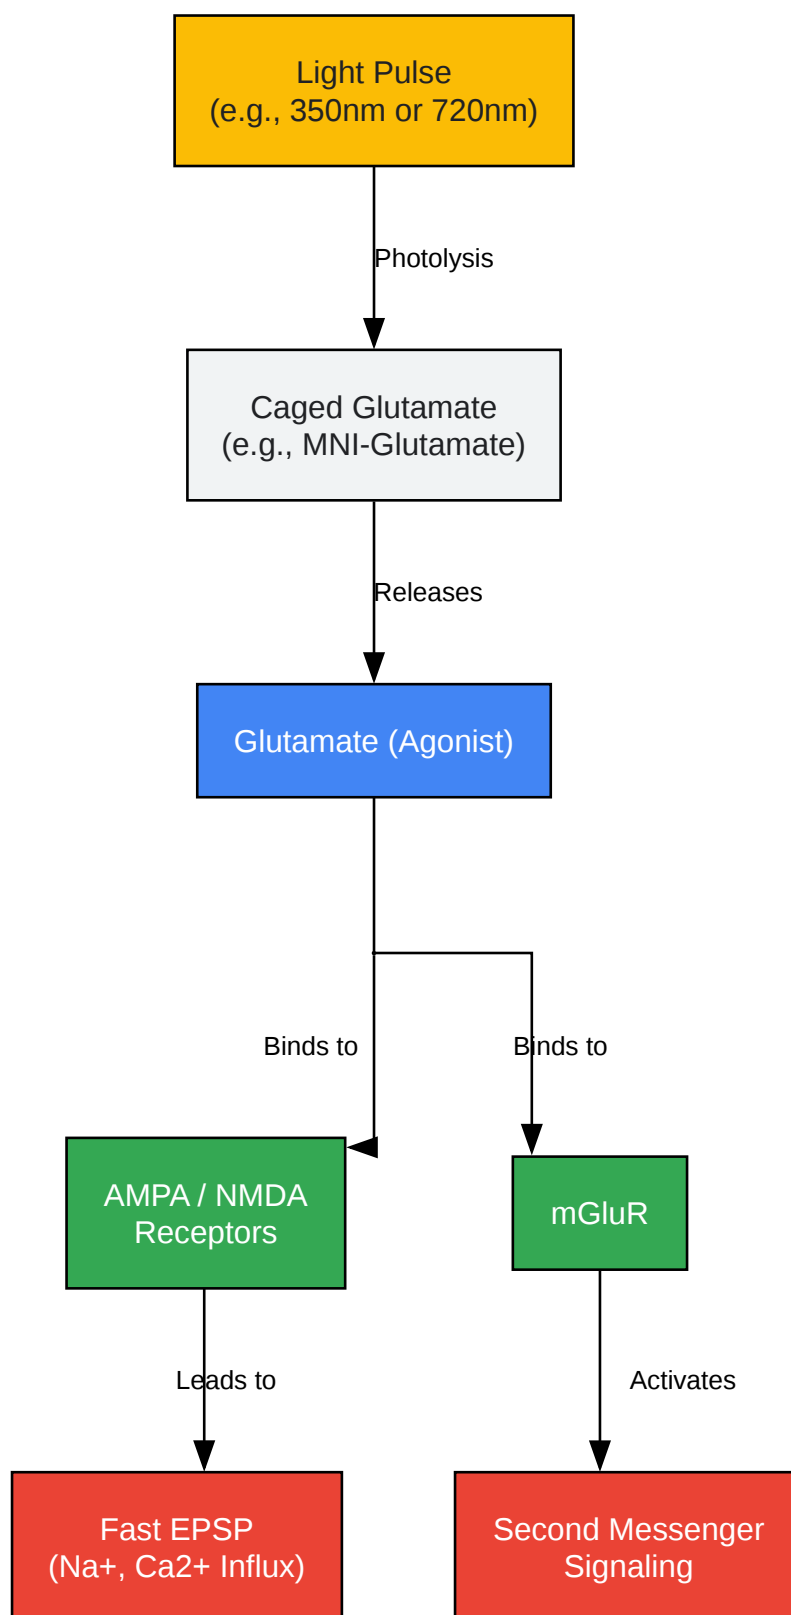 Light Pulse
(e.g., 350nm or 720nm)
Photolysis
Caged Glutamate
(e.g., MNI-Glutamate)
Releases
Glutamate (Agonist)
Binds to
Binds to
AMPA / NMDA
Receptors
mGluR
Leads to
Activates
Fast EPSP
(Na+, Ca2+ Influx)
Second Messenger
Signaling